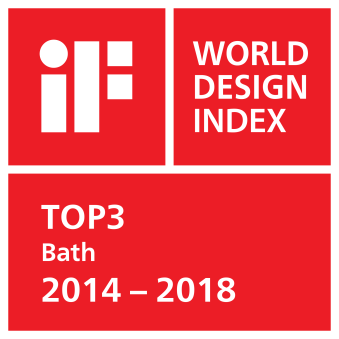 iF
WORLD
DESIGN
INDEX
TOP3
Bath
2014 – 2018